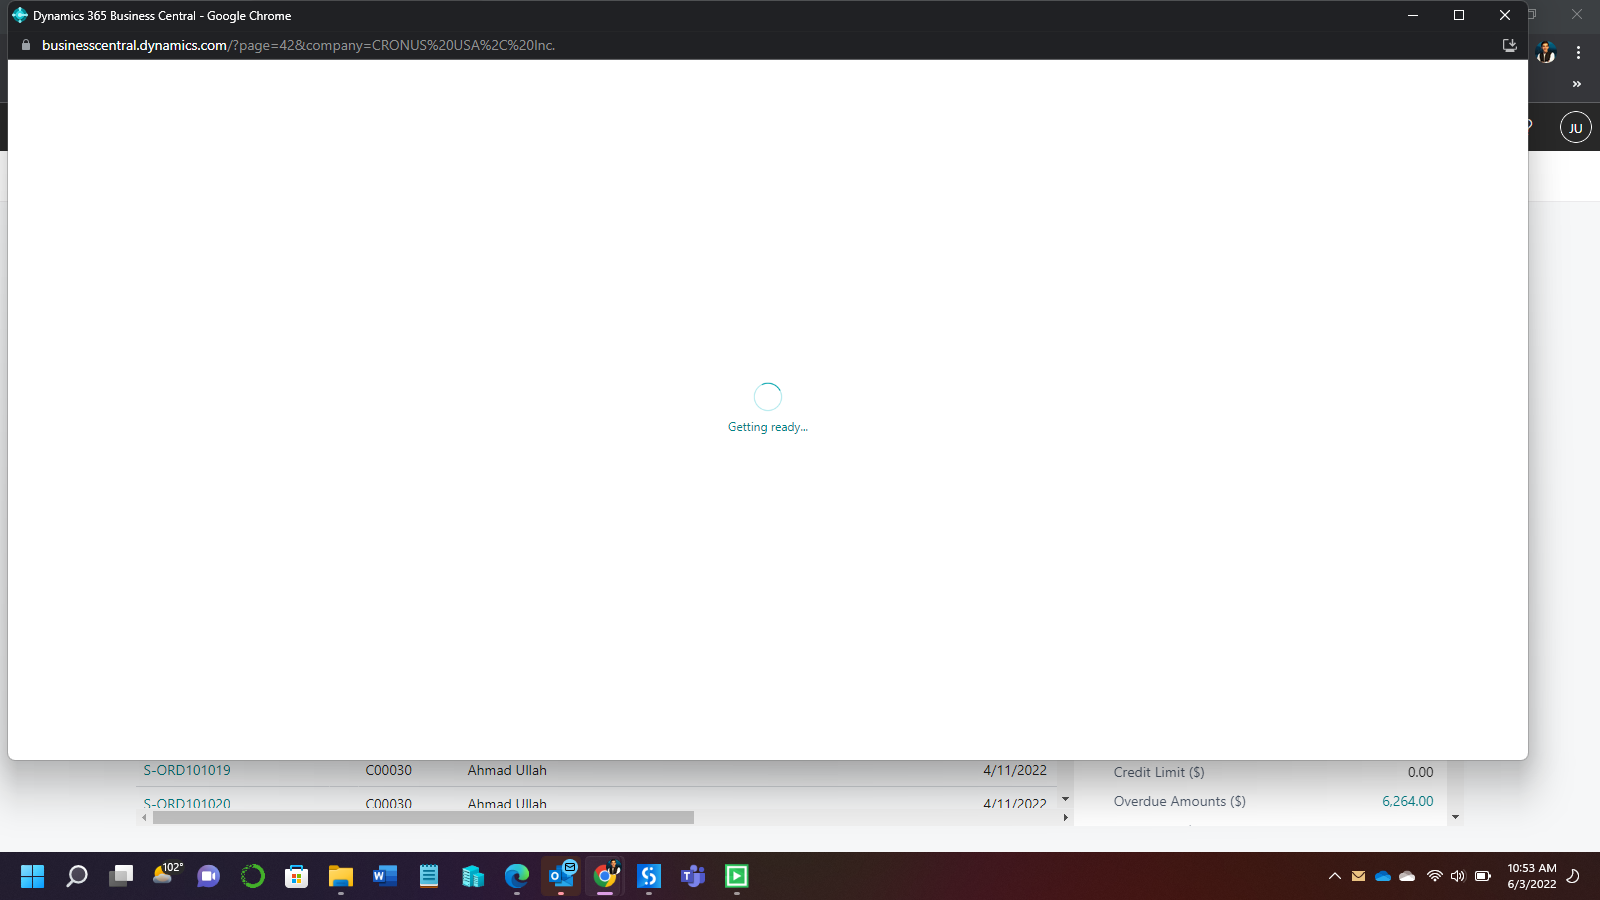 Dynamics 365 Business Central - Google Chrome
businesscentral.dynamics.com/?page=42&company=CRONUS%20USA%2C%20Inc.
JU
Getting ready...
S-ORD101019 C00030 Ahmad Ullah 4/11/2022
Credit Limit ($) 0.00
S-ORD101020 C00030 Ahmad Ullah 4/11/2022
Overdue Amounts ($) 6,264.00
102°
10:53 AM
6/3/2022